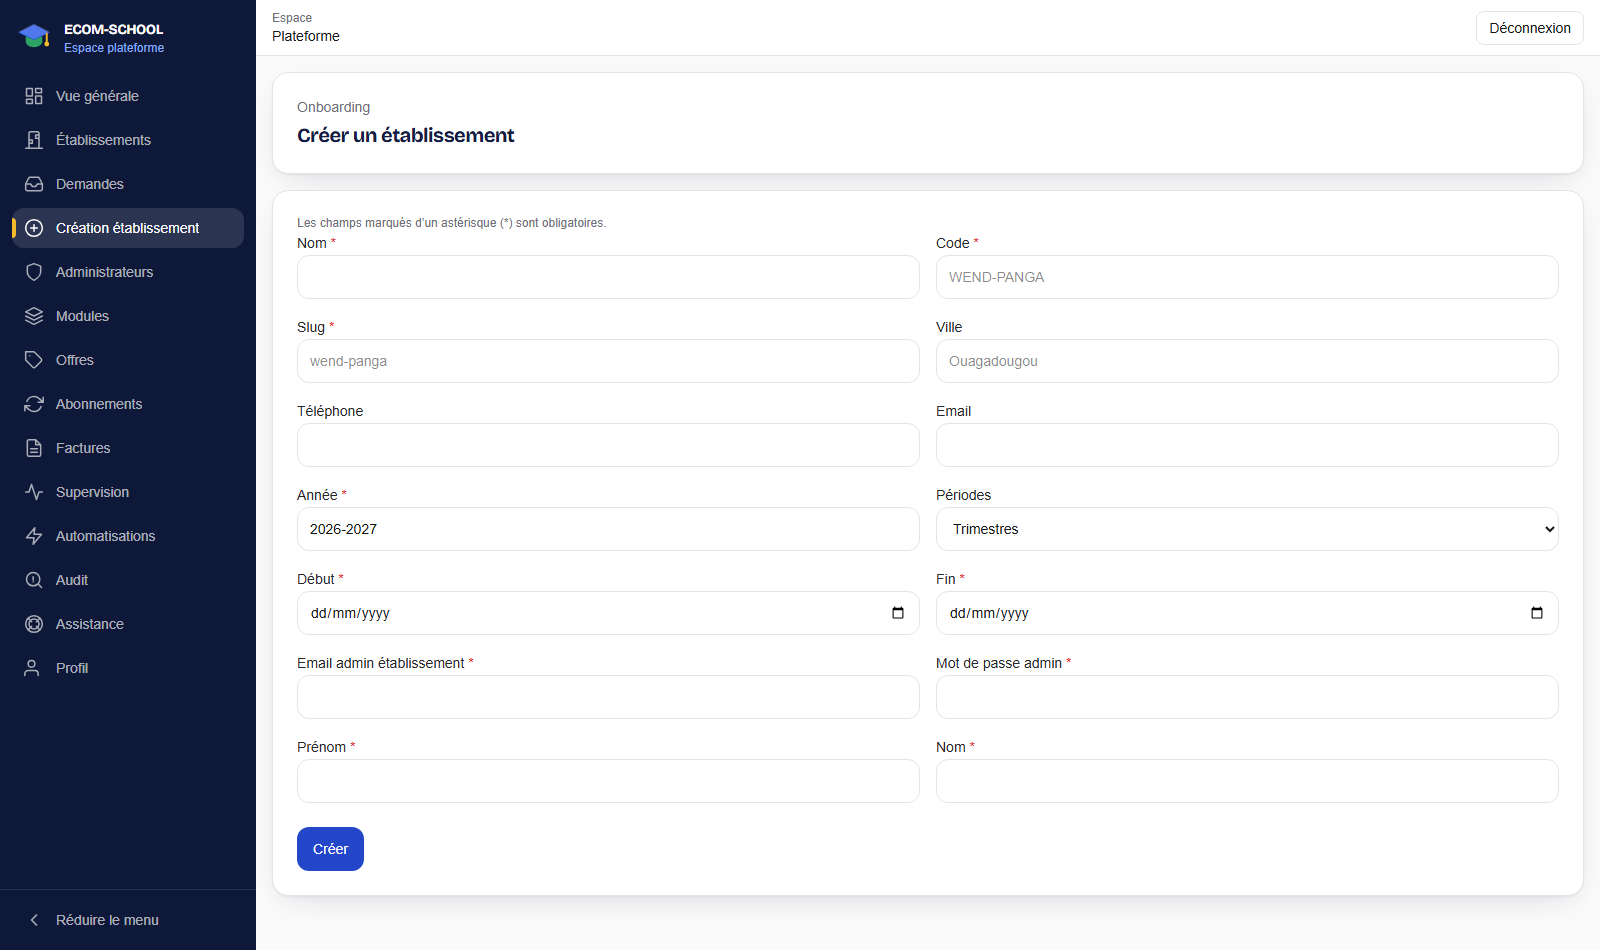 ECOM-SCHOOL
Espace plateforme
Vue générale
Établissements
Demandes
Création établissement
Administrateurs
Modules
Offres
Abonnements
Factures
Supervision
Automatisations
Audit
Assistance
Profil
Réduire le menu
Espace
Plateforme
Déconnexion
Onboarding
Créer un établissement
Les champs marqués d'un astérisque (*) sont obligatoires.
Nom *
Code *
WEND-PANGA
Slug *
wend-panga
Ville
Ouagadougou
Téléphone
Email
Année *
2026-2027
Périodes
Trimestres
Début *
dd/mm/yyyy
Fin *
dd/mm/yyyy
Email admin établissement *
Mot de passe admin *
Prénom *
Nom *
Créer